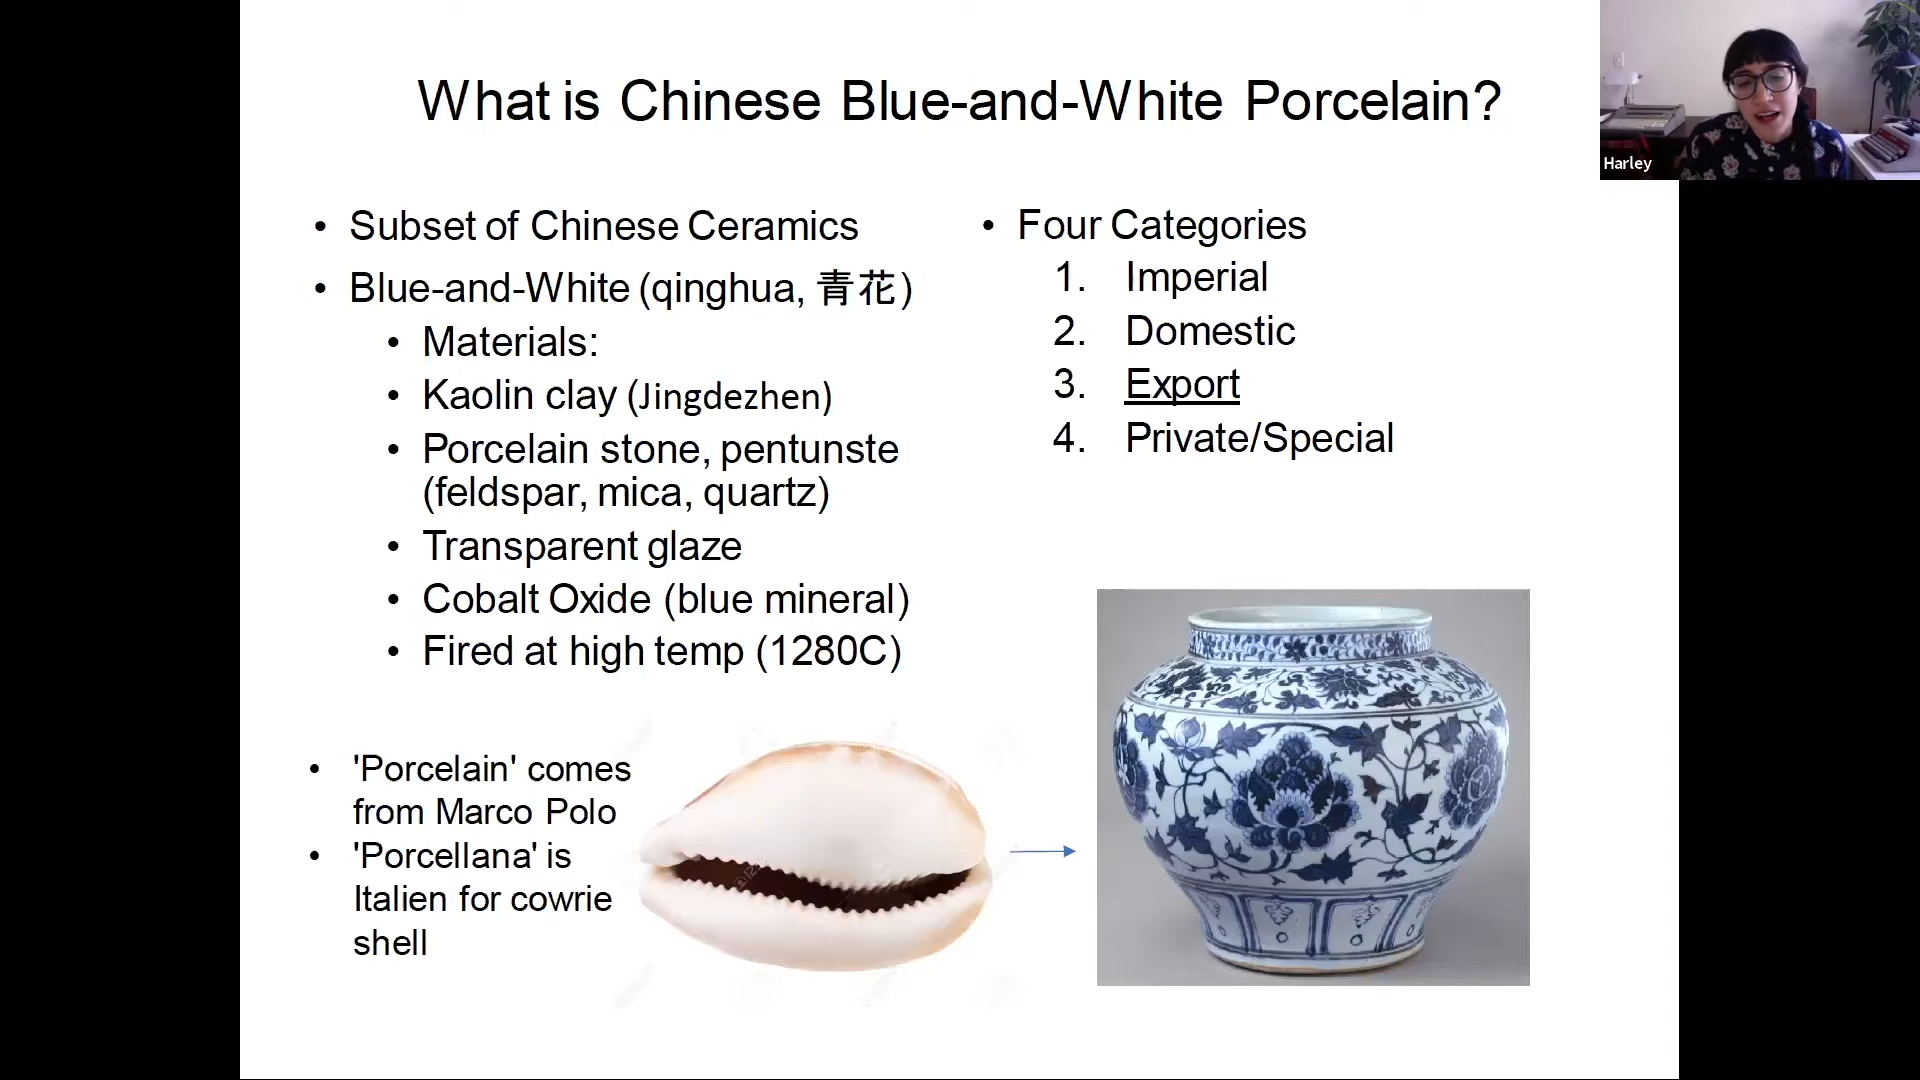 What is Chinese Blue-and-White Porcelain?
Harley
• Subset of Chinese Ceramics
• Blue-and-White (qinghua, 青花)
• Materials:
• Kaolin clay (Jingdezhen)
• Porcelain stone, pentunste
(feldspar, mica, quartz)
• Transparent glaze
• Cobalt Oxide (blue mineral)
• Fired at high temp (1280C)
• 'Porcelain' comes
from Marco Polo
• 'Porcellana' is
Italien for cowrie
shell
• Four Categories
1. Imperial
2. Domestic
3. Export
4. Private/Special